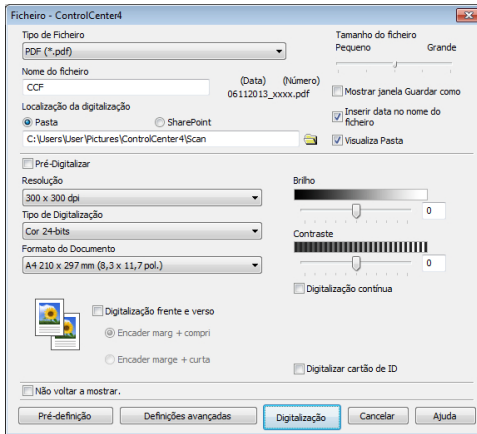 Ficheiro - ControlCenter4
Tipo de Ficheiro
PDF (*.pdf)
Nome do ficheiro
CCF
(Data) (Número)
06112013_xxxx.pdf
Localização da digitalização
Pasta
SharePoint
C:\Users\User\Pictures\ControlCenter4\Scan
Tamanho do ficheiro
Pequeno Grande
Mostrar janela Guardar como
Inserir data no nome do
ficheiro
Visualiza Pasta
Pré-Digitalizar
Resolução
300 x 300 dpi
Tipo de Digitalização
Cor 24-bits
Formato do Documento
A4 210 x 297 mm (8,3 x 11,7 pol.)
Brilho
0
Contraste
0
Digitalização contínua
Digitalização frente e verso
Encader marg + compri
Encader marge + curta
Digitalizar cartão de ID
Não voltar a mostrar.
Pré-definição
Definições avançadas
Digitalização
Cancelar
Ajuda